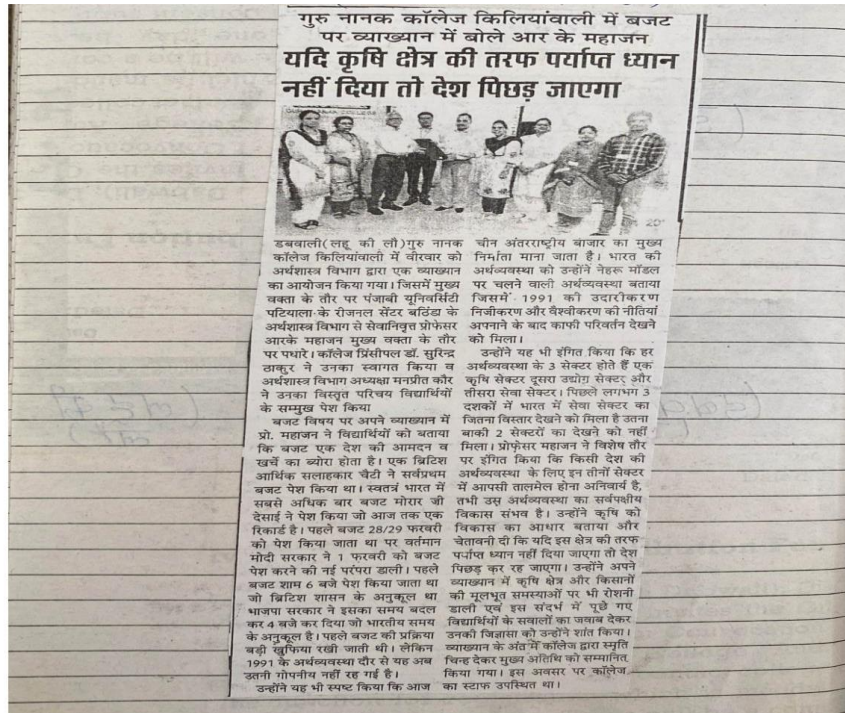 गुरु नानक कॉलेज किलियांवाली में बजट
पर व्याख्यान में बोले आर के महाजन
यदि कृषि क्षेत्र की तरफ पर्याप्त ध्यान
नहीं दिया तो देश पिछड़ जाएगा
डबवाली(लहू की लौ)गुरु नानक
कॉलेज किलियांवाली में वीरवार को
अर्थशास्त्र विभाग द्वारा एक व्याख्यान
का आयोजन किया गया। जिसमें मुख्य
वक्ता के तौर पर पंजाबी यूनिवर्सिटी
पटियाला के रीजनल सेंटर बठिंडा के
अर्थशास्त्र विभाग से सेवानिवृत्त प्रोफेसर
आरके महाजन मुख्य वक्ता के तौर
पर पधारे। कॉलेज प्रिंसीपल डॉ. सुरिन्द्र
ठाकुर ने उनका स्वागत किया व
अर्थशास्त्र विभाग अध्यक्षा मनप्रीत कौर
ने उनका विस्तृत परिचय विद्यार्थियों
के सम्मुख पेश किया
बजट विषय पर अपने व्याख्यान में
प्रो. महाजन ने विद्यार्थियों को बताया
कि बजट एक देश की आमदन व
खर्चे का ब्योरा होता है। एक ब्रिटिश
आर्थिक सलाहकार चैटी ने सर्वप्रथम
बजट पेश किया था। स्वतत्रं भारत में
सबसे अधिक बार बजट मोरार जी
देसाई ने पेश किया जो आज तक एक
रिकार्ड है। पहले बजट 28/29 फरवरी
को पेश किया जाता था पर वर्तमान
मोदी सरकार ने 1 फरवरी को बजट
पेश करने की नई परंपरा डाली। पहले
बजट शाम 6 बजे पेश किया जाता था
जो ब्रिटिश शासन के अनुकूल था
भाजपा सरकार ने इसका समय बदल
कर 4 बजे कर दिया जो भारतीय समय
के अनुकूल है। पहले बजट की प्रक्रिया
बड़ी खुफिया रखी जाती थी। लेकिन
1991 के अर्थव्यवस्था दौर से यह अब
उतनी गोपनीय नहीं रह गई है।
उन्होंने यह भी स्पष्ट किया कि आज
चीन अंतरराष्ट्रीय बाजार का मुख्य
निर्माता माना जाता है। भारत की
अर्थव्यवस्था को उन्होंने नेहरू मॉडल
पर चलने वाली अर्थव्यवस्था बताया
जिसमें 1991 की उदारीकरण
निजीकरण और वैश्वीकरण की नीतियां
अपनाने के बाद काफी परिवर्तन देखने
को मिला।
उन्होंने यह भी इंगित किया कि हर
अर्थव्यवस्था के 3 सेक्टर होते हैं एक
कृषि सेक्टर दूसरा उद्योग सेक्टर और
तीसरा सेवा सेक्टर। पिछले लगभग 3
दशकों में भारत में सेवा सेक्टर का
जितना विस्तार देखने को मिला है उतना
बाकी 2 सेक्टरों का देखने को नहीं
मिला। प्रोफेसर महाजन ने विशेष तौर
पर इंगित किया कि किसी देश की
अर्थव्यवस्था के लिए इन तीनों सेक्टर
में आपसी तालमेल होना अनिवार्य है,
तभी उस अर्थव्यवस्था का सर्वपक्षीय
विकास संभव है। उन्होंने कृषि को
विकास का आधार बताया और
चेतावनी दी कि यदि इस क्षेत्र की तरफ
पर्याप्त ध्यान नहीं दिया जाएगा तो देश
पिछड़ कर रह जाएगा। उन्होंने अपने
व्याख्यान में कृषि क्षेत्र और किसानों
की मूलभूत समस्याओं पर भी रोशनी
डाली एवं इस संदर्भ में पूछे गए
विद्यार्थियों के सवालों का जवाब देकर
उनकी जिज्ञासा को उन्होंने शांत किया।
व्याख्यान के अंत में कॉलेज द्वारा स्मृति
चिन्ह देकर मुख्य अतिथि को सम्मानित
किया गया। इस अवसर पर कॉलेज
का स्टाफ उपस्थित था।